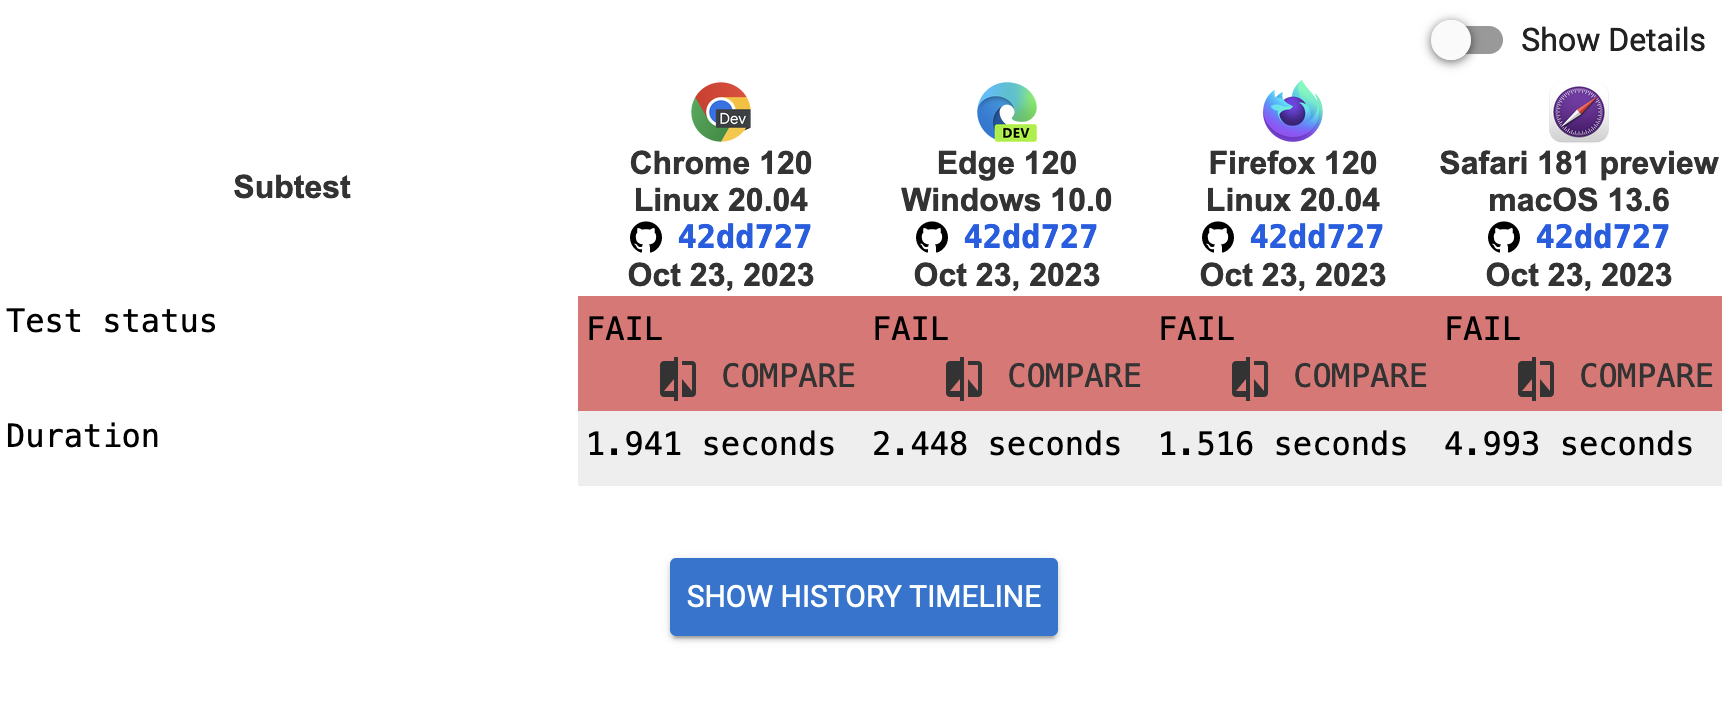 Show Details
Dev DEV
Subtest
Chrome 120 Edge 120 Firefox 120 Safari 181 preview
Linux 20.04 Windows 10.0 Linux 20.04 macOS 13.6
42dd727 42dd727 42dd727 42dd727
Oct 23, 2023 Oct 23, 2023 Oct 23, 2023 Oct 23, 2023
Test status FAIL FAIL FAIL FAIL
COMPARE COMPARE COMPARE COMPARE
Duration 1.941 seconds 2.448 seconds 1.516 seconds 4.993 seconds
SHOW HISTORY TIMELINE